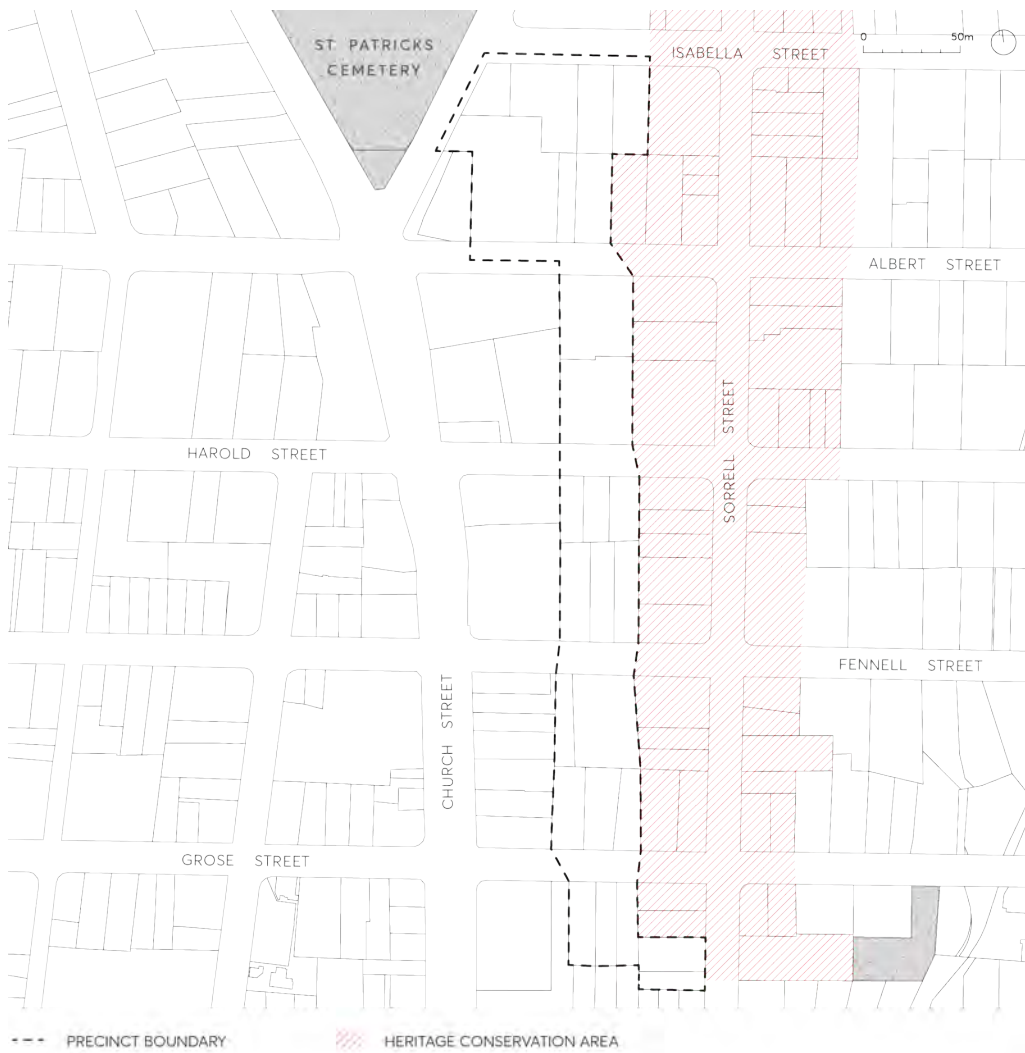 ST. PATRICKS
CEMETERY
0 50m
ISABELLA STREET
ALBERT STREET
SORRELL STREET
HAROLD STREET
FENNELL STREET
CHURCH STREET
GROSE STREET
PRECINCT BOUNDARY
HERITAGE CONSERVATION AREA